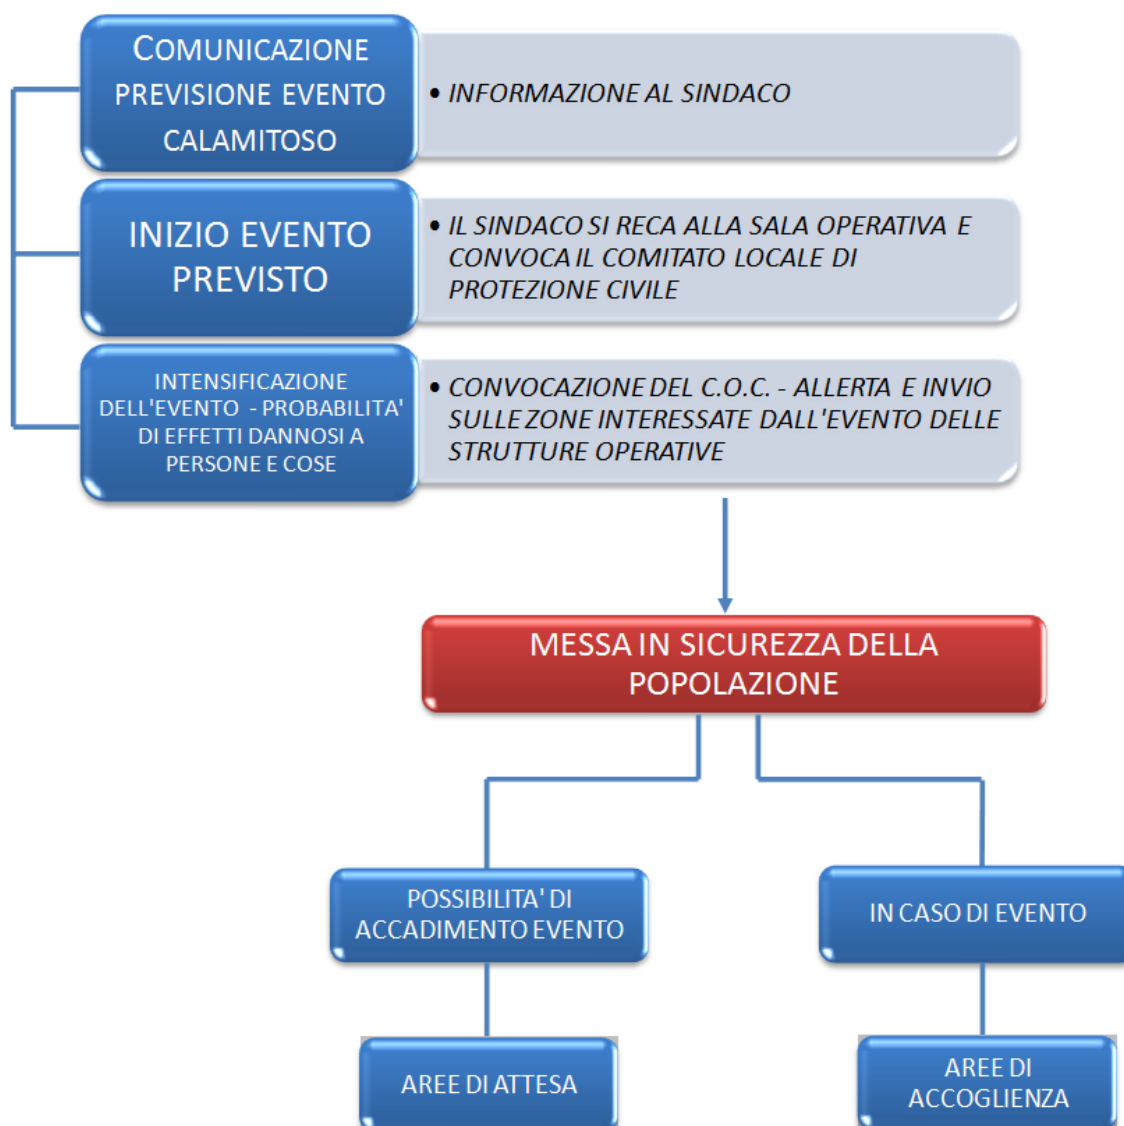 COMUNICAZIONE
PREVISIONE EVENTO
CALAMITOSO
• INFORMAZIONE AL SINDACO
INIZIO EVENTO
PREVISTO
• IL SINDACO SI RECA ALLA SALA OPERATIVA E
CONVOCA IL COMITATO LOCALE DI
PROTEZIONE CIVILE
INTENSIFICAZIONE
DELL'EVENTO - PROBABILITA'
DI EFFETTI DANNOSI A
PERSONE E COSE
• CONVOCAZIONE DEL C.O.C. - ALLERTA E INVIO
SULLE ZONE INTERESSATE DALL'EVENTO DELLE
STRUTTURE OPERATIVE
MESSA IN SICUREZZA DELLA
POPOLAZIONE
POSSIBILITA' DI
ACCADIMENTO EVENTO
IN CASO DI EVENTO
AREE DI ATTESA
AREE DI
ACCOGLIENZA